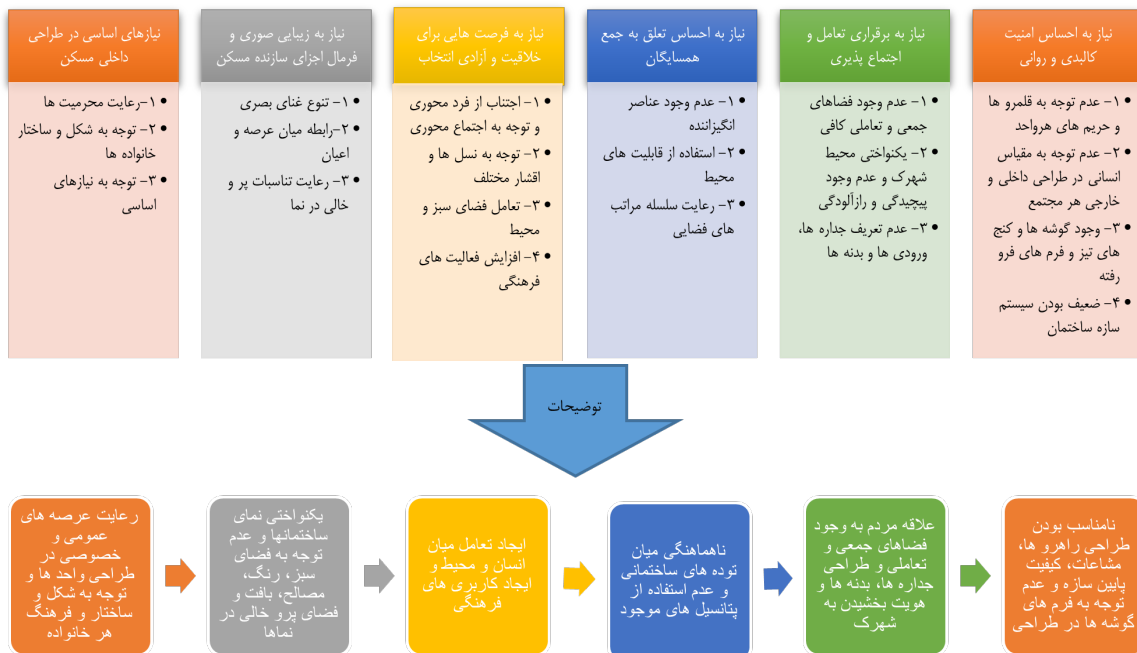 نیاز به احساس امنیت
کالبدی و روانی
۱- عدم توجه به قلمرو ها
و حریم های هرواحد
۲- عدم توجه به مقیاس
انسانی در طراحی داخلی و
خارجی هر مجتمع
۳- وجود گوشه ها و کنج
های تیز و فرم های فرو
رفته
۴- ضعیف بودن سیستم
سازه ساختمان
نیاز به برقراری تعامل و
اجتماع پذیری
۱- عدم وجود فضاهای
جمعی و تعاملی کافی
۲- یکنواختی محیط
شهرک و عدم وجود
پیچیدگی و رازآلودگی
۳- عدم تعریف جداره ها،
ورودی ها و بدنه ها
نیاز به احساس تعلق به جمع
همسایگان
۱- عدم وجود عناصر
انگیزاننده
۲- استفاده از قابلیت های
محیط
۳- رعایت سلسله مراتب
های فضایی
نیاز به فرصت هایی برای
خلاقیت و آزادی انتخاب
۱- اجتناب از فرد محوری
و توجه به اجتماع محوری
۲- توجه به نسل ها و
اقشار مختلف
۳- تعامل فضای سبز و
محیط
۴- افزایش فعالیت های
فرهنگی
نیاز به زیبایی صوری و
فرمال اجزای سازنده مسکن
۱- تنوع غنای بصری
۲-رابطه میان عرصه و
اعیان
۳- رعایت تناسبات پر و
خالی در نما
نیازهای اساسی در طراحی
داخلی مسکن
۱-رعایت محرمیت ها
۲- توجه به شکل و ساختار
خانواده ها
۳- توجه به نیازهای
اساسی
توضیحات
نامناسب بودن
طراحی راهرو ها،
مشاعات، کیفیت
پایین سازه و عدم
توجه به فرم های
گوشه ها در طراحی
علاقه مردم به وجود
فضاهای جمعی و
تعاملی و طراحی
جداره ها، بدنه ها و
هویت بخشیدن به
شهرک
ناهماهنگی میان
توده های ساختمانی
و عدم استفاده از
پتانسیل های موجود
ایجاد تعامل میان
انسان و محیط و
ایجاد کاربری های
فرهنگی
یکنواختی نمای
ساختمانها و عدم
توجه به فضای
سبز، رنگ،
مصالح، بافت و
فضای پرو خالی در
نماها
رعایت عرصه های
عمومی و
خصوصی در
طراحی واحد ها و
توجه به شکل و
ساختار و فرهنگ
هر خانواده